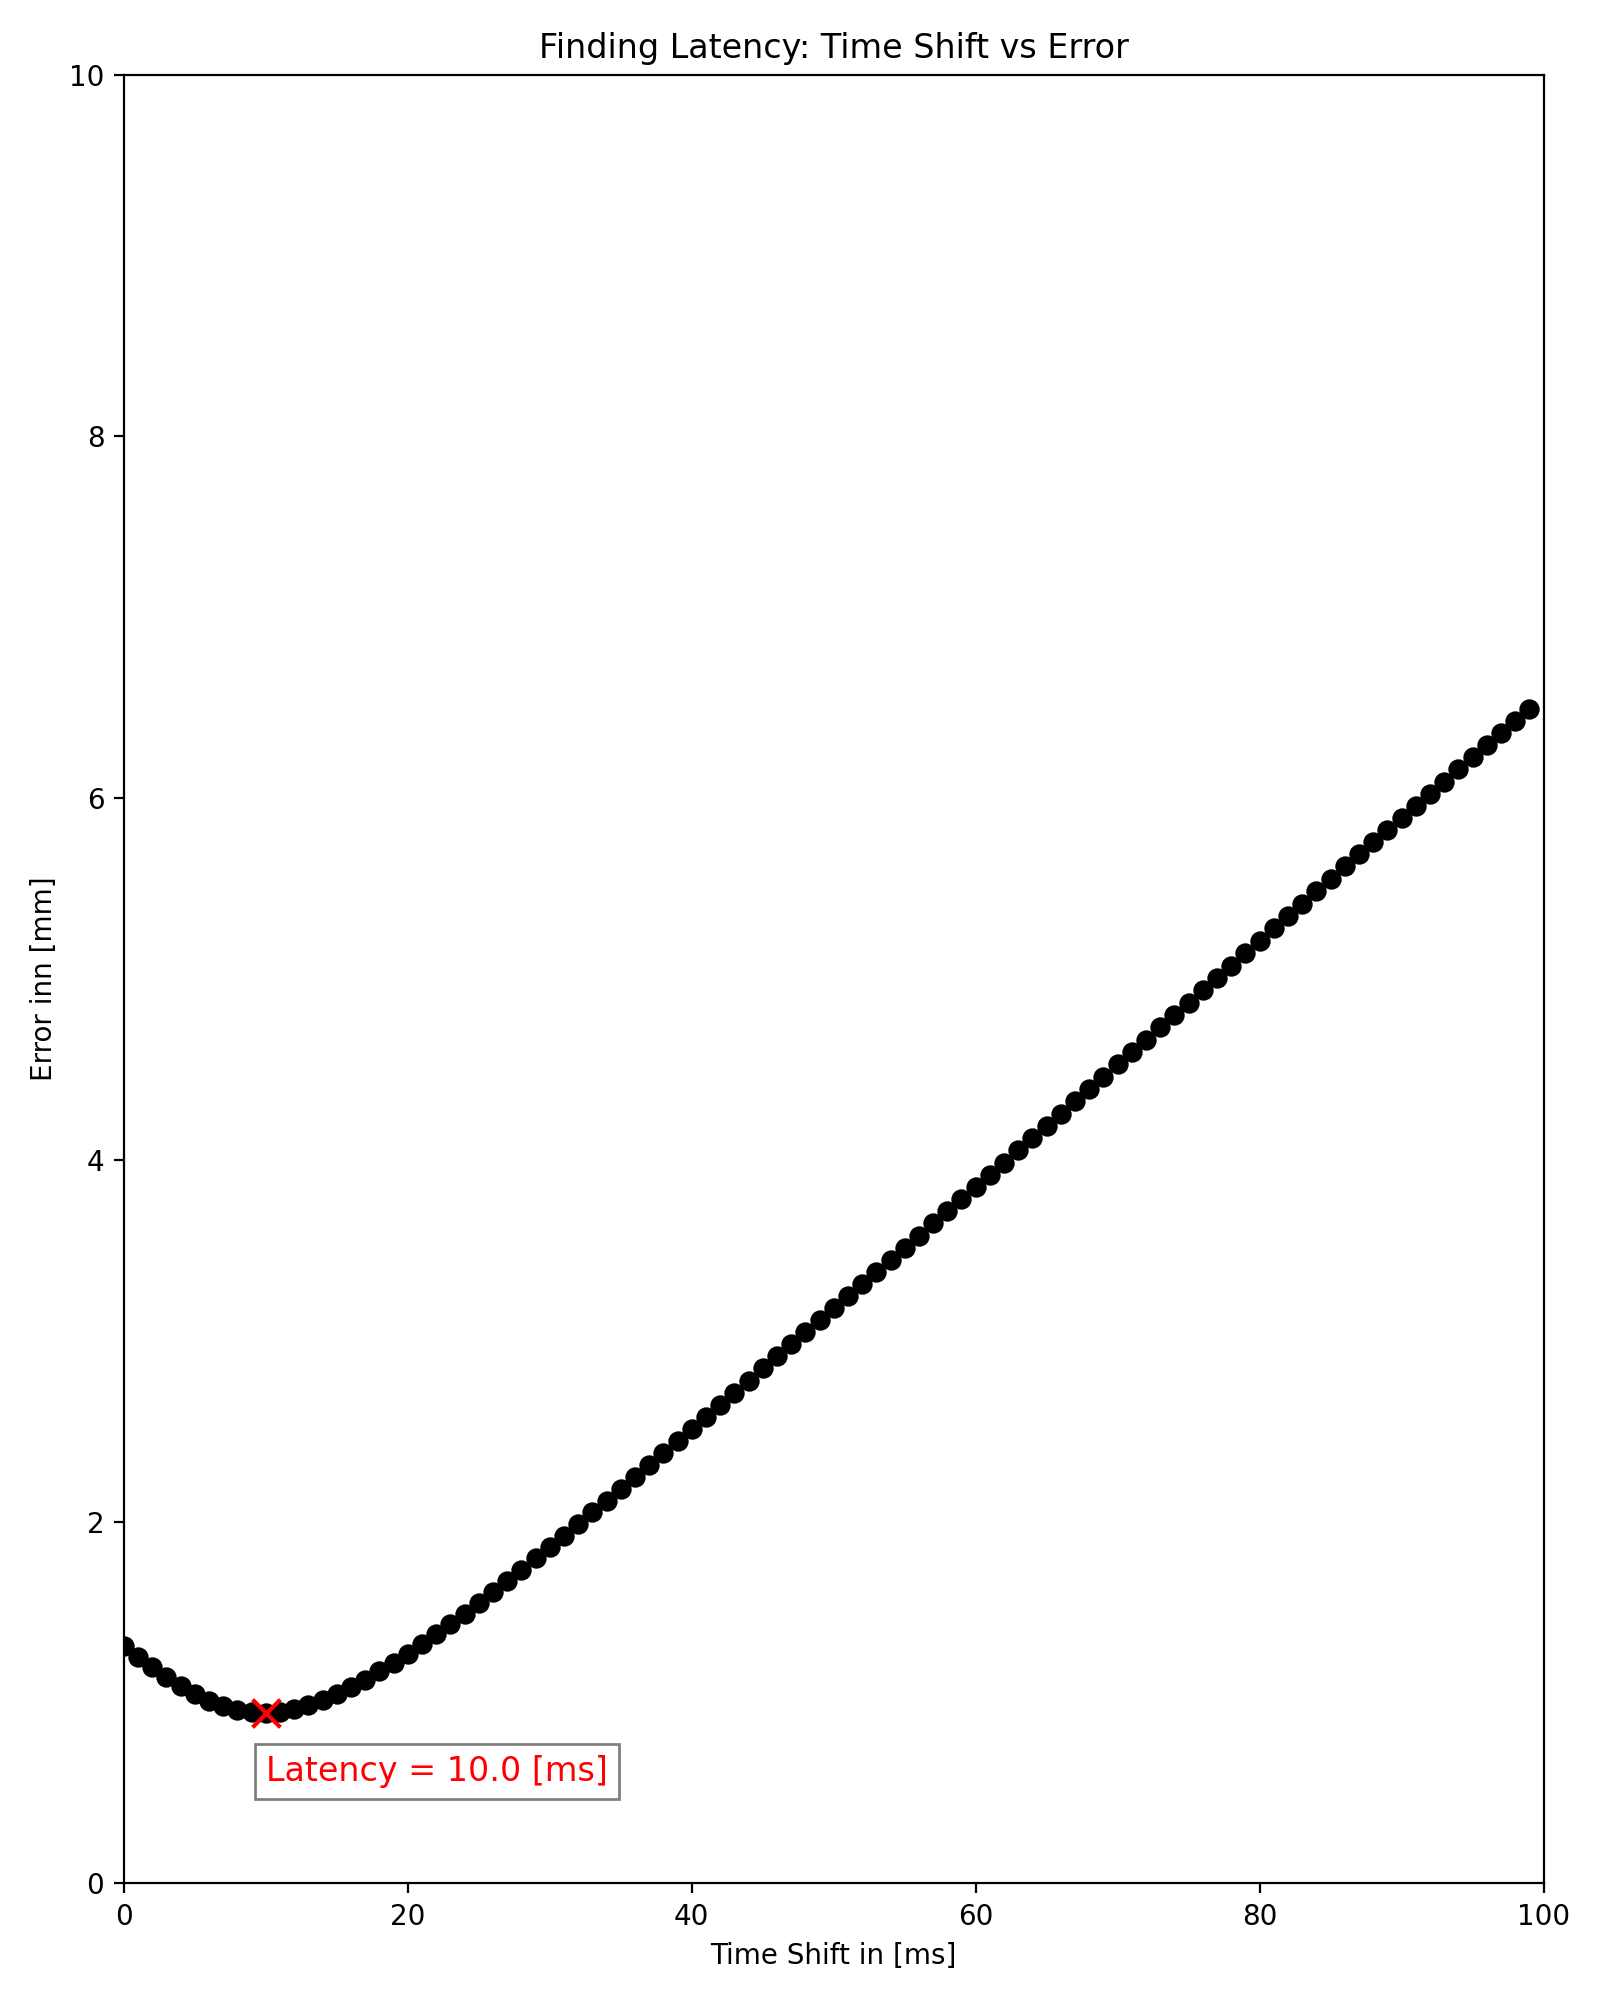 Finding Latency: Time Shift vs Error
10
8
6
4
2
0
Error inn [mm]
Latency = 10.0 [ms]
0 20 40 60 80 100
Time Shift in [ms]